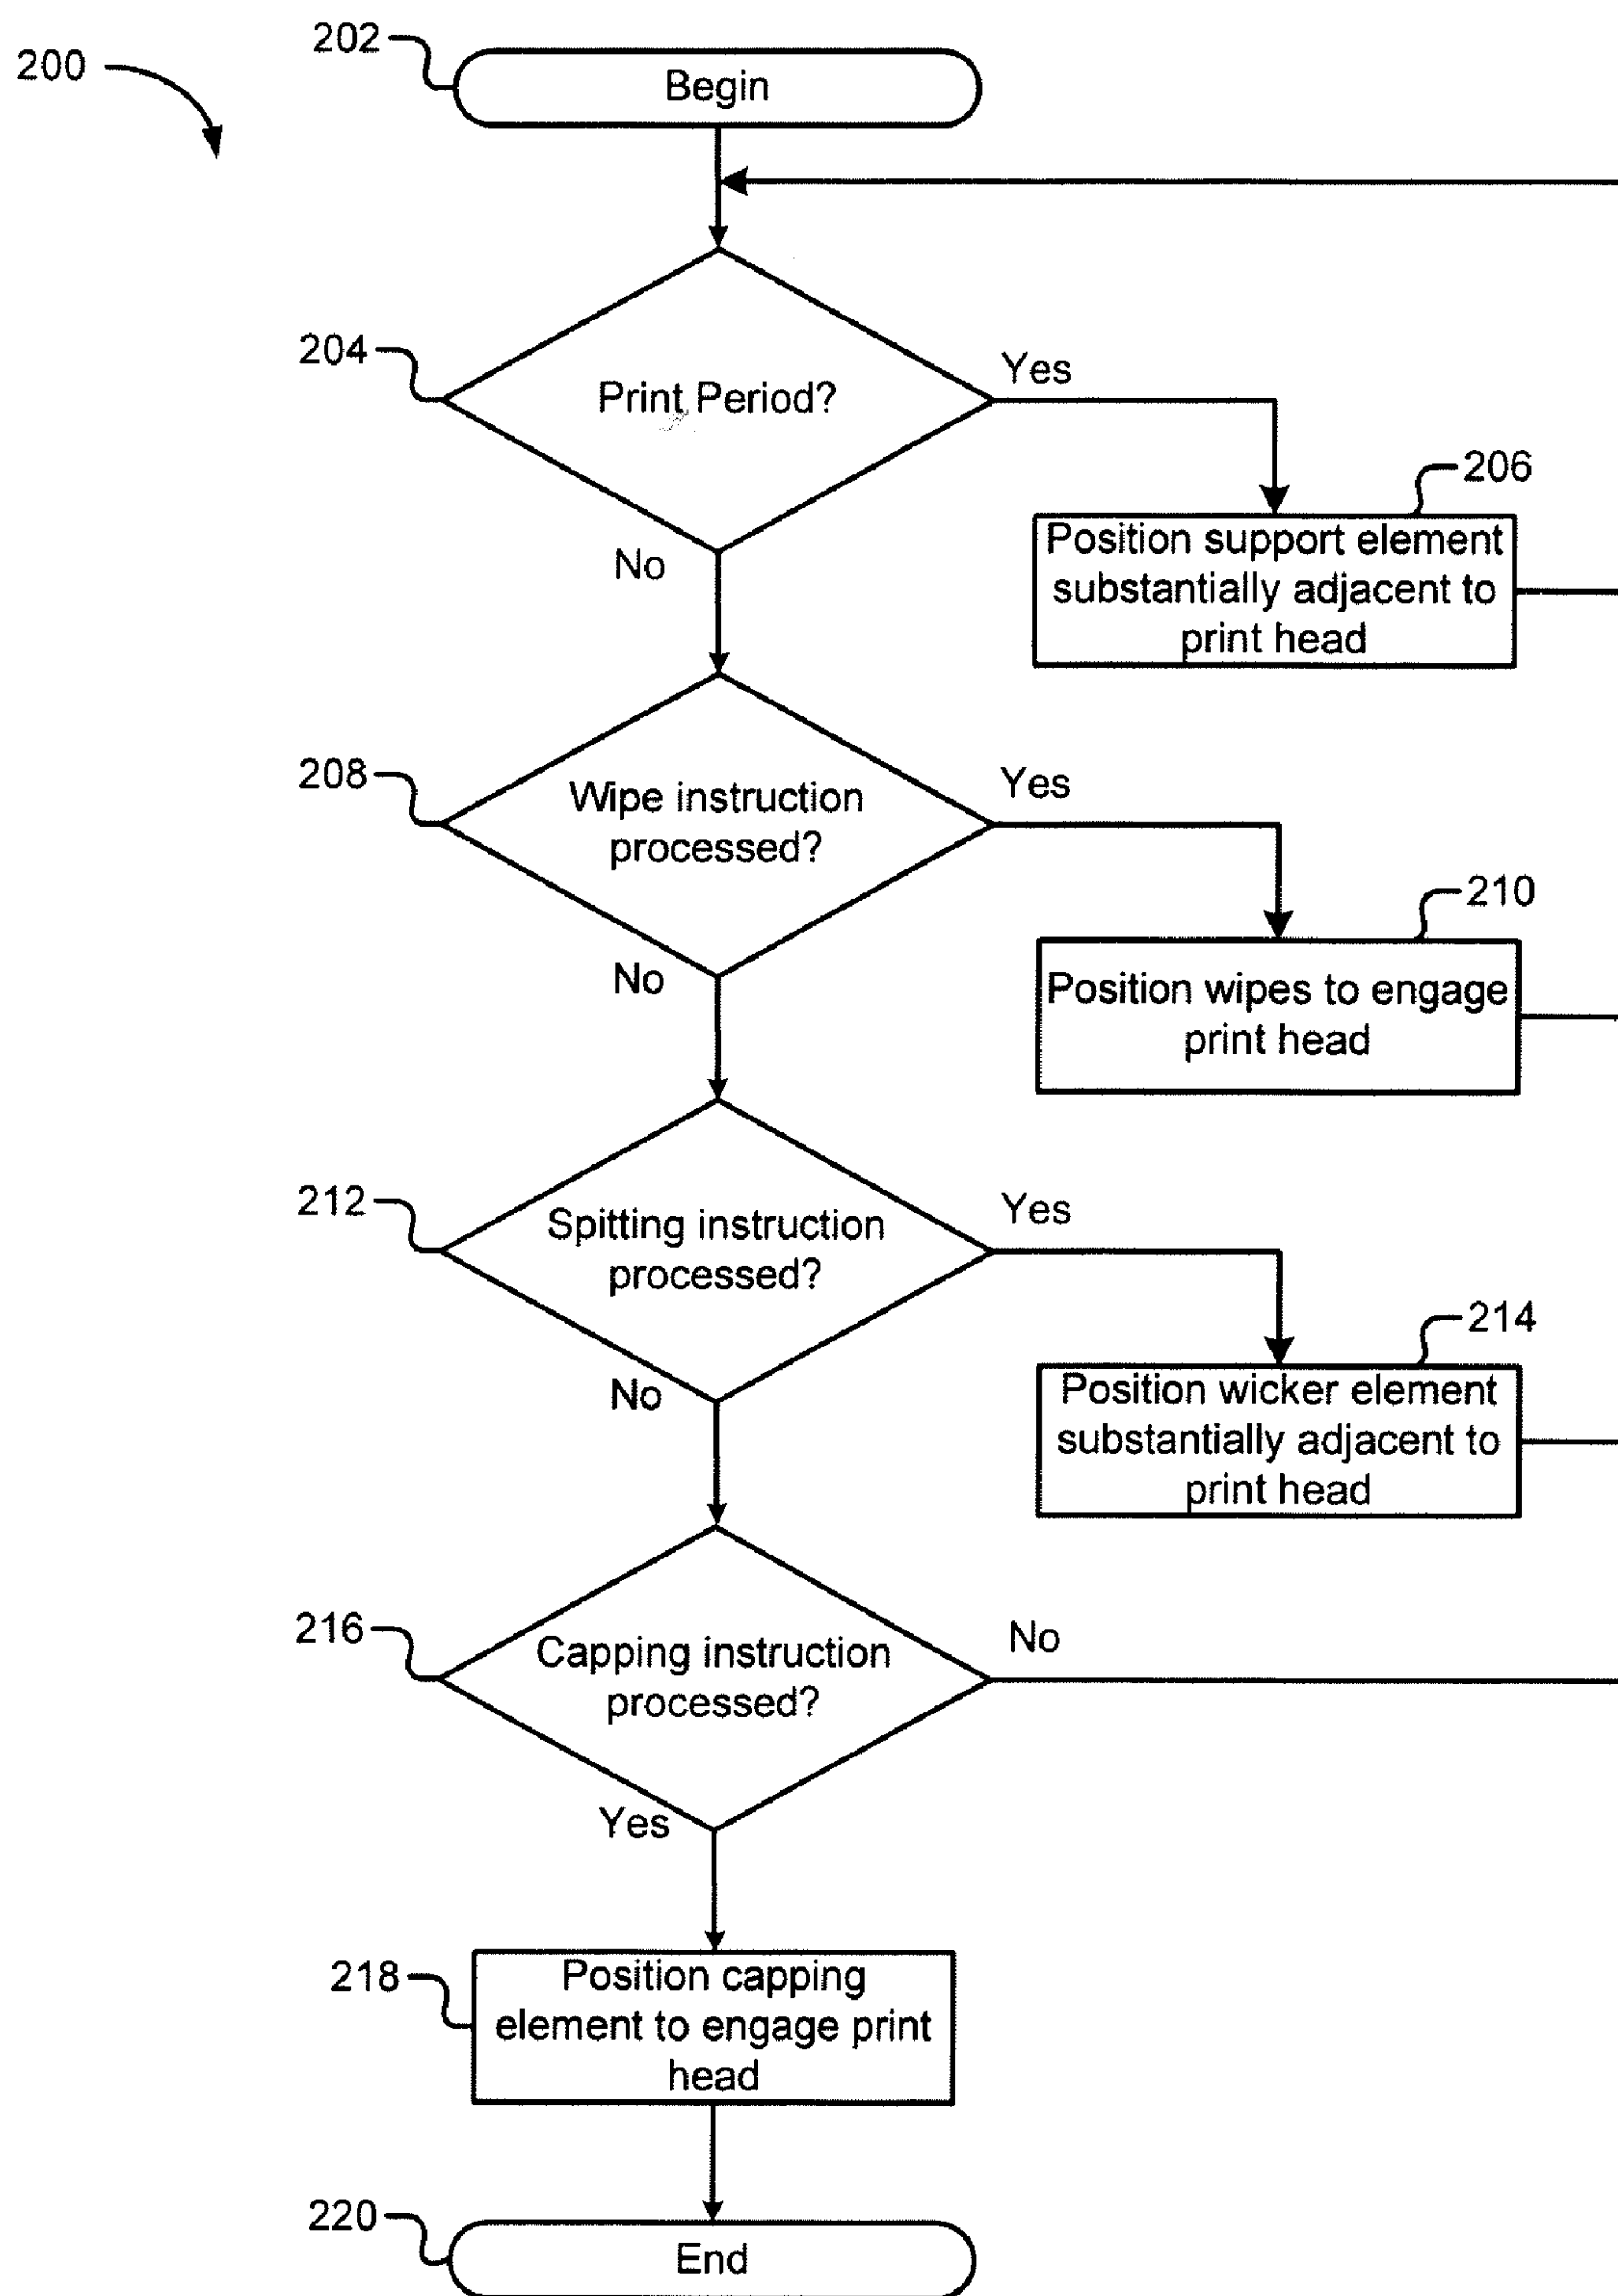 202
200
Begin
204
Print Period?
Yes
206
Position support element
substantially adjacent to
print head
No
208
Wipe instruction
processed?
Yes
210
Position wipes to engage
print head
No
212
Spitting instruction
processed?
Yes
214
Position wicker element
substantially adjacent to
print head
No
216
Capping instruction
processed?
No
Yes
218
Position capping
element to engage print
head
220
End